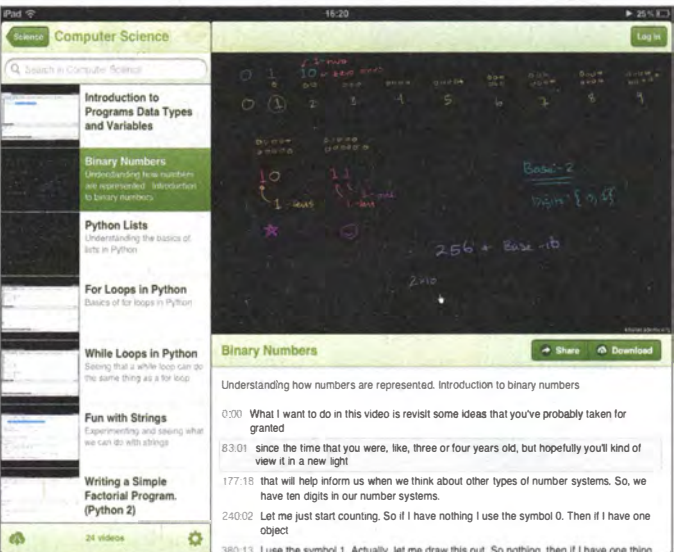 iPad
16:20
25%
Science
Computer Science
Log in
Search in Computer Science
Introduction to
Programs Data Types
and Variables
Binary Numbers
Understanding how numbers
are represented. Introduction
to binary numbers
Python Lists
Understanding the basics of
lists in Python
For Loops in Python
Basics of for loops in Python
While Loops in Python
Seeing that a while loop can do
the same thing as a for loop
Fun with Strings
Experimenting and seeing what
we can do with strings
Writing a Simple
Factorial Program.
(Python 2)
24 videos
0 1 10
0 1 2 3 4 5 6 7 8 9
10 11
Base-2
256 + Base-16
2010
Binary Numbers
Share
Download
Understanding how numbers are represented. Introduction to binary numbers
0:00 What I want to do in this video is revisit some ideas that you've probably taken for
granted
83:01 since the time that you were, like, three or four years old, but hopefully you'll kind of
view it in a new light
177:18 that will help inform us when we think about other types of number systems. So, we
have ten digits in our number systems.
240:02 Let me just start counting. So if I have nothing I use the symbol 0. Then if I have one
object
380:13 I use the symbol 1. Actually, let me draw this out. So nothing, then if I have one thing